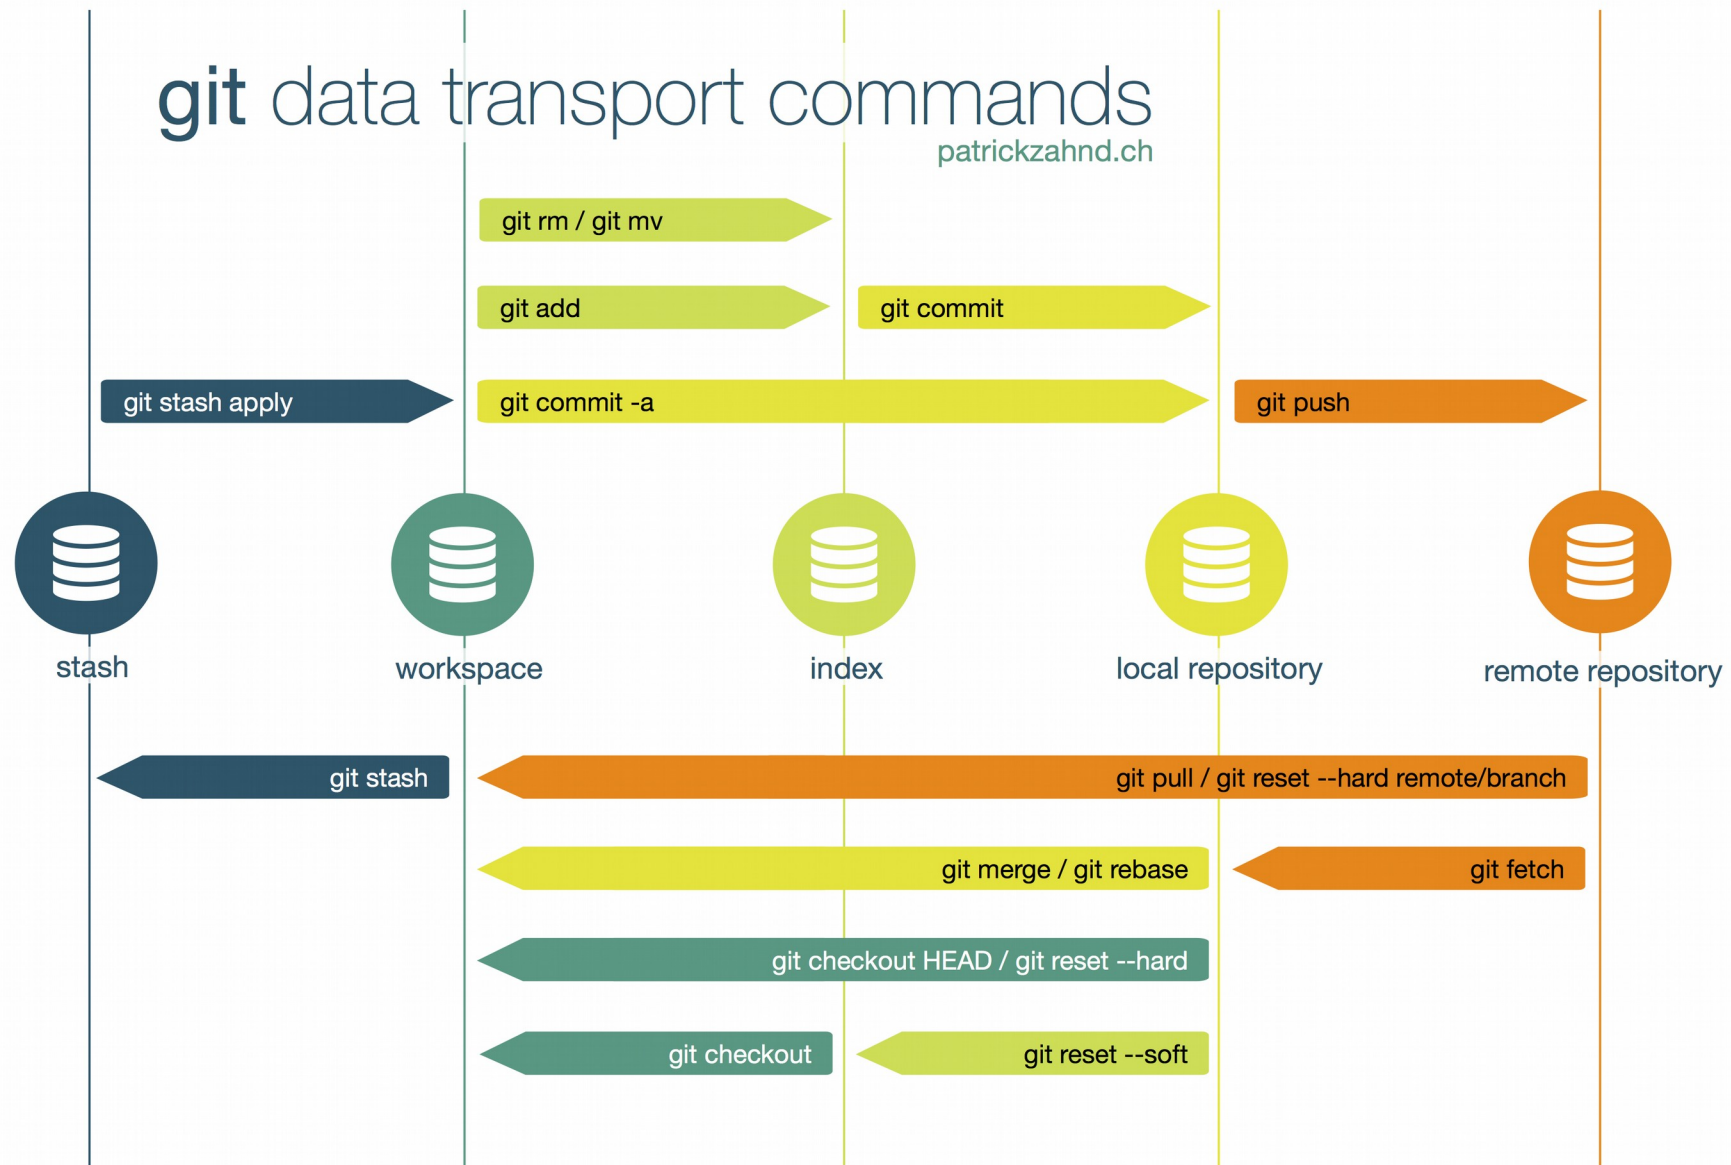 git data transport commands
patrickzahnd.ch
git rm / git mv
git add
git commit
git stash apply
git commit -a
git push
stash
workspace
index
local repository
remote repository
git stash
git pull / git reset --hard remote/branch
git merge / git rebase
git fetch
git checkout HEAD / git reset --hard
git checkout
git reset --soft